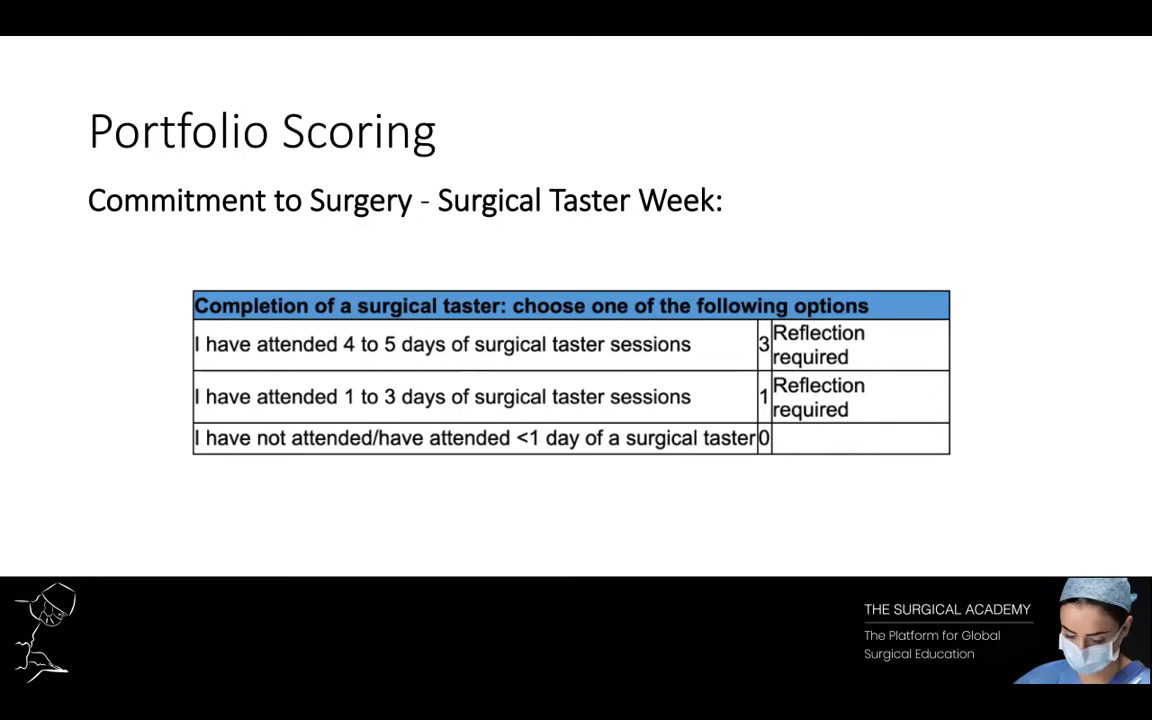 Portfolio Scoring
Commitment to Surgery - Surgical Taster Week:
Completion of a surgical taster: choose one of the following options
I have attended 4 to 5 days of surgical taster sessions 3 Reflection required
I have attended 1 to 3 days of surgical taster sessions 1 Reflection required
I have not attended/have attended <1 day of a surgical taster 0
THE SURGICAL ACADEMY
The Platform for Global
Surgical Education